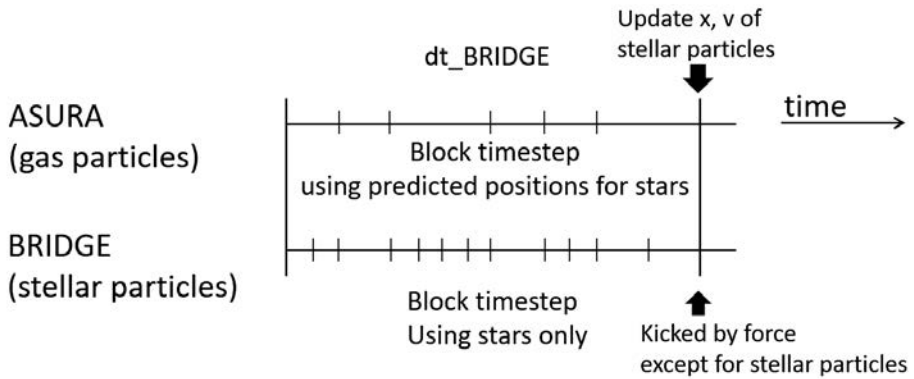 Update x, v of
stellar particles
dt_BRIDGE
time
ASURA
(gas particles)
Block timestep
using predicted positions for stars
BRIDGE
(stellar particles)
Block timestep
Using stars only
Kicked by force
except for stellar particles